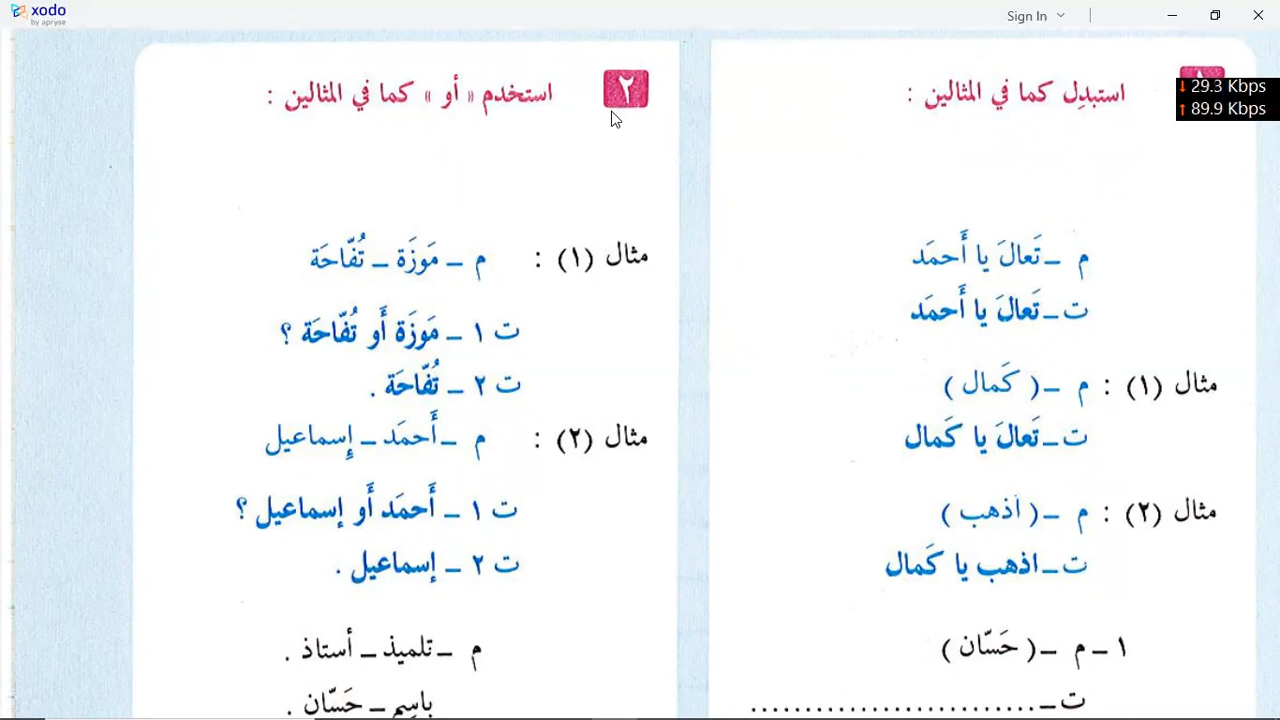 xodo
by apryse
Sign In
29.3 Kbps
89.9 Kbps
استبدِل كما في المثالين :
م ـ تَعالَ يا أَحمَد
ت ـ تَعالَ يا أَحمَد
مثال (١) : م ـ ( كَمال )
ت ـ تَعالَ يا كَمال
مثال (٢) : م ـ ( اذهب )
ت ـ اذهب يا كَمال
١ ـ م ـ ( حَسّان )
ت ـ ..........................
٢
استخدم « أو » كما في المثالين :
مثال (١) : م ـ مَوزَة ـ تُفّاحَة
ت ١ ـ مَوزَة أَو تُفّاحَة ؟
ت ٢ ـ تُفّاحَة .
مثال (٢) : م ـ أَحمَد ـ إِسماعيل
ت ١ ـ أَحمَد أَو إسماعيل ؟
ت ٢ ـ إسماعيل .
م ـ تلميذ ـ أستاذ .
باسِم ـ حَسّان .